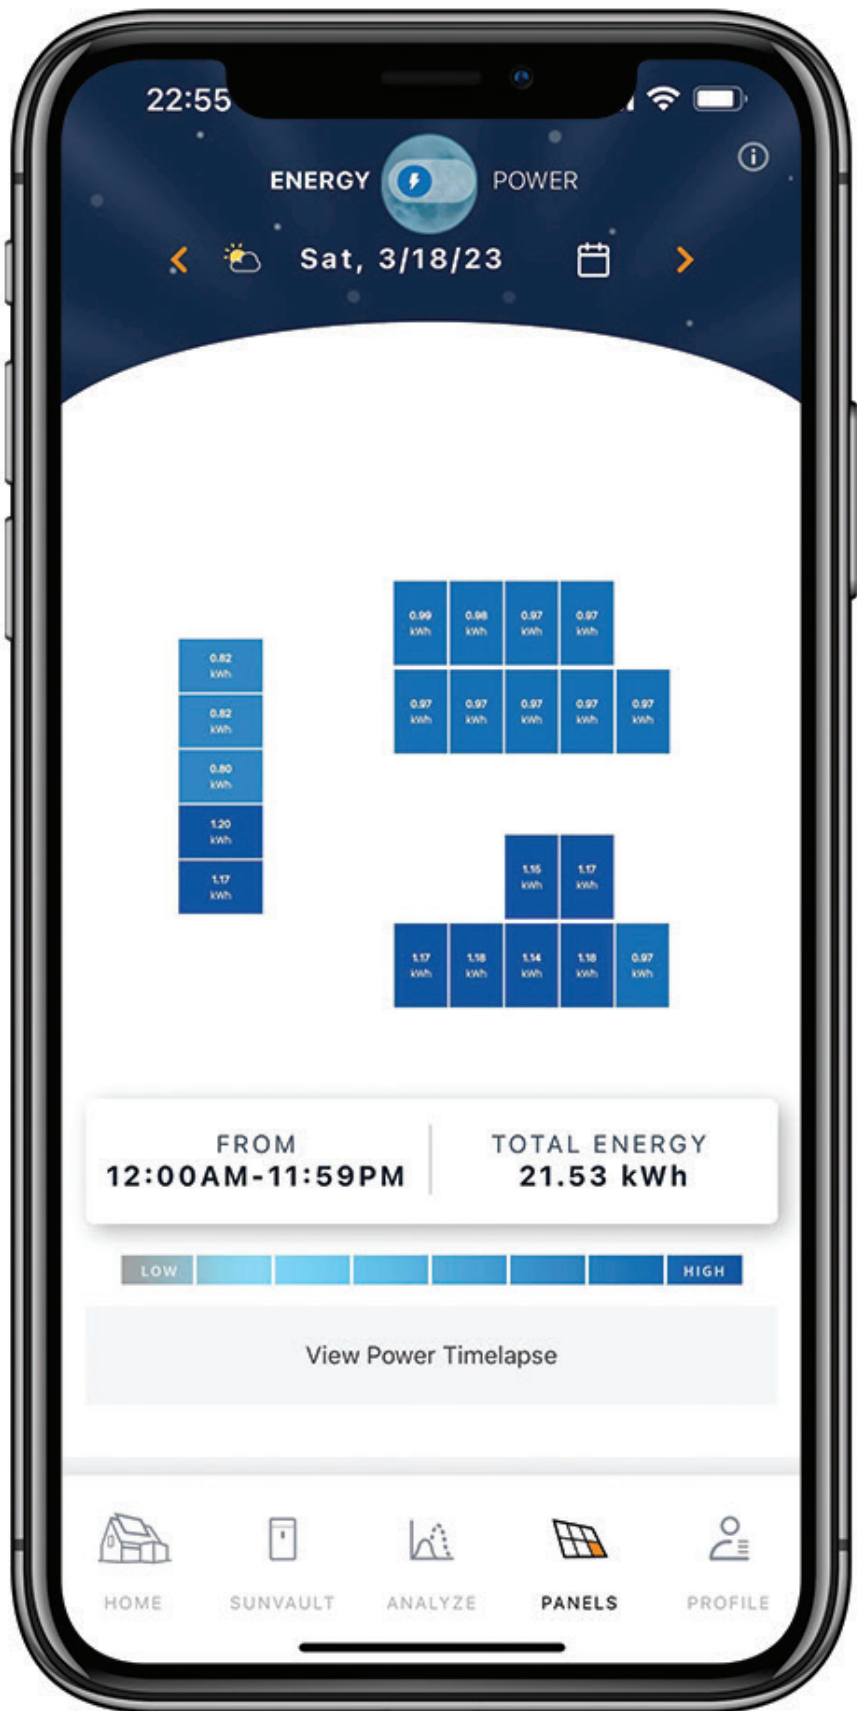 22:55
ENERGY POWER
Sat, 3/18/23
0.99 kWh 0.98 kWh 0.97 kWh 0.97 kWh
0.97 kWh 0.97 kWh 0.97 kWh 0.97 kWh 0.97 kWh
0.82 kWh
0.82 kWh
0.80 kWh
1.20 kWh
1.17 kWh
1.15 kWh 1.17 kWh
1.17 kWh 1.18 kWh 1.14 kWh 1.18 kWh 0.97 kWh
FROM
12:00AM-11:59PM
TOTAL ENERGY
21.53 kWh
LOW HIGH
View Power Timelapse
HOME SUNVAULT ANALYZE PANELS PROFILE